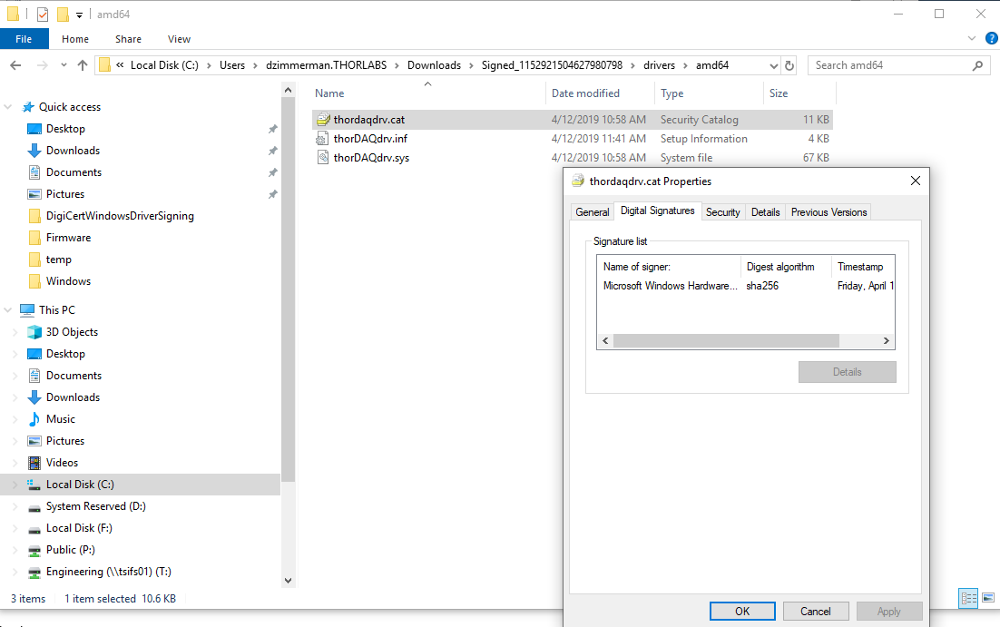 amd64
File Home Share View
« Local Disk (C:) Users dzimmerman.THORLABS Downloads Signed_1152921504627980798 drivers amd64
Search amd64
Quick access
Desktop
Downloads
Documents
Pictures
DigiCertWindowsDriverSigning
Firmware
temp
Windows
This PC
3D Objects
Desktop
Documents
Downloads
Music
Pictures
Videos
Local Disk (C:)
System Reserved (D:)
Local Disk (F:)
Public (P:)
Engineering (\\tsifs01) (T:)
Name Date modified Type Size
thordaqdrv.cat 4/12/2019 10:58 AM Security Catalog 11 KB
thorDAQdrv.inf 4/12/2019 11:41 AM Setup Information 4 KB
thorDAQdrv.sys 4/12/2019 10:58 AM System file 67 KB
thordaqdrv.cat Properties
General Digital Signatures Security Details Previous Versions
Signature list
Name of signer: Digest algorithm Timestamp
Microsoft Windows Hardware... sha256 Friday, April 1
Details
OK Cancel Apply
3 items 1 item selected 10.6 KB